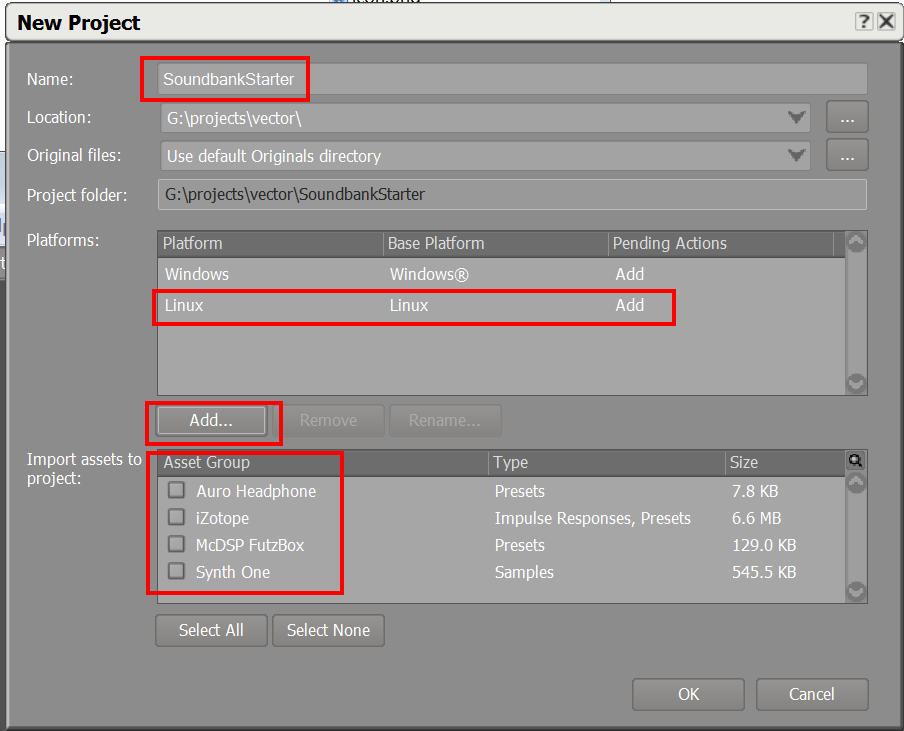 New Project
Name: SoundbankStarter
Location: G:\projects\vector\ ...
Original files: Use default Originals directory ...
Project folder: G:\projects\vector\SoundbankStarter
Platforms: Platform Base Platform Pending Actions
Windows Windows® Add
Linux Linux Add
Add... Remove Rename...
Import assets to project: Asset Group Type Size
Auro Headphone Presets 7.8 KB
iZotope Impulse Responses, Presets 6.6 MB
McDSP FutzBox Presets 129.0 KB
Synth One Samples 545.5 KB
Select All Select None
OK Cancel